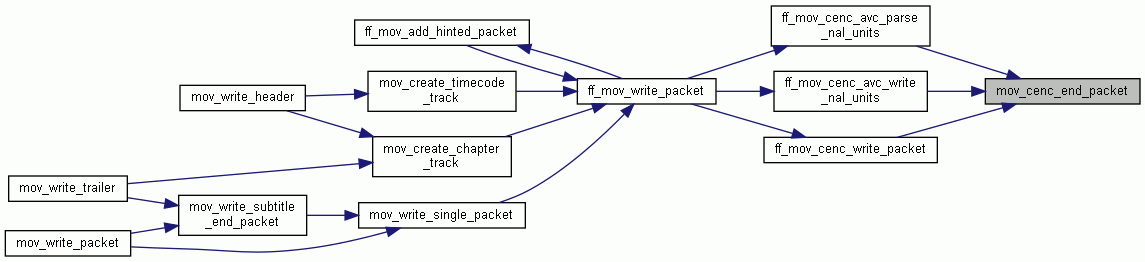 ff_mov_cenc_avc_parse
_nal_units
ff_mov_add_hinted_packet
mov_create_timecode
_track
ff_mov_cenc_avc_write
_nal_units
mov_write_header
ff_mov_write_packet
mov_cenc_end_packet
mov_create_chapter
_track
ff_mov_cenc_write_packet
mov_write_trailer
mov_write_subtitle
_end_packet
mov_write_single_packet
mov_write_packet